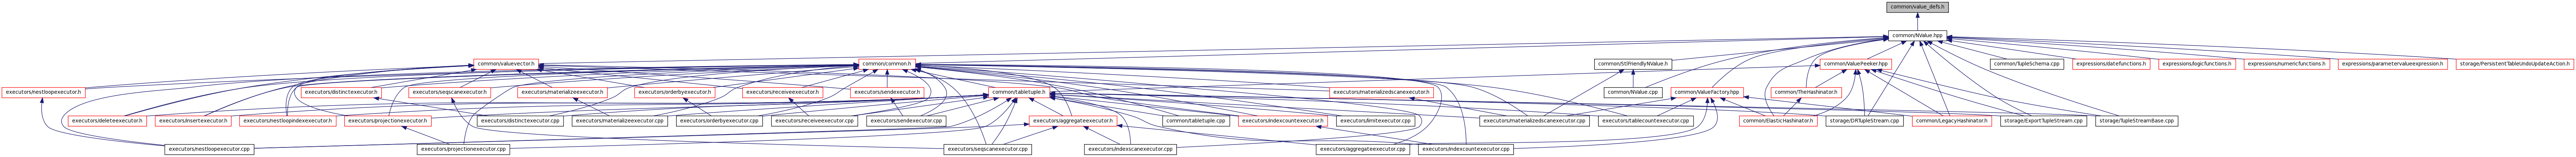 common/value_defs.h
common/NValue.hpp
common/valuevector.h
common/common.h
common/StlFriendlyNValue.h
common/ValuePeeker.hpp
common/TupleSchema.cpp
expressions/datefunctions.h
expressions/logicfunctions.h
expressions/numericfunctions.h
expressions/parametervalueexpression.h
storage/PersistentTableUndoUpdateAction.h
executors/nestloopexecutor.h
executors/distinctexecutor.h
executors/seqscanexecutor.h
executors/materializeexecutor.h
executors/orderbyexecutor.h
executors/receiveexecutor.h
executors/sendexecutor.h
common/tabletuple.h
executors/materializedscanexecutor.h
common/NValue.cpp
common/ValueFactory.hpp
common/TheHashinator.h
executors/deleteexecutor.h
executors/insertexecutor.h
executors/nestloopindexexecutor.h
executors/projectionexecutor.h
executors/distinctexecutor.cpp
executors/materializeexecutor.cpp
executors/orderbyexecutor.cpp
executors/receiveexecutor.cpp
executors/sendexecutor.cpp
executors/aggregateexecutor.h
common/tabletuple.cpp
executors/indexcountexecutor.h
executors/limitexecutor.cpp
executors/materializedscanexecutor.cpp
executors/tablecountexecutor.cpp
common/ElasticHashinator.h
storage/DRTupleStream.cpp
common/LegacyHashinator.h
storage/ExportTupleStream.cpp
storage/TupleStreamBase.cpp
executors/nestloopexecutor.cpp
executors/projectionexecutor.cpp
executors/seqscanexecutor.cpp
executors/indexscanexecutor.cpp
executors/aggregateexecutor.cpp
executors/indexcountexecutor.cpp